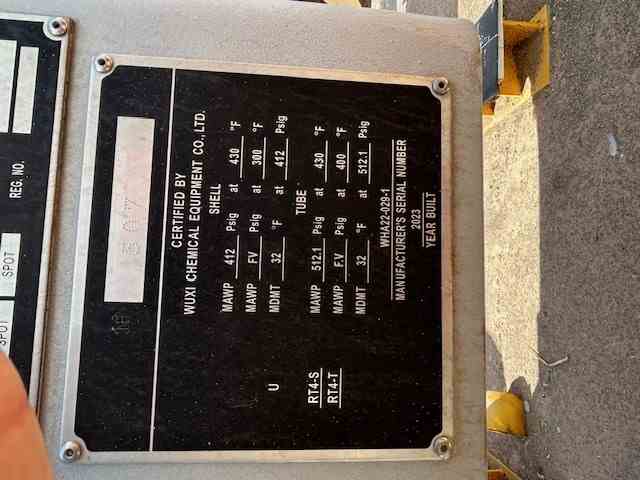 CERTIFIED BY
WUXI CHEMICAL EQUIPMENT CO., LTD.
SHELL
MAWP 412 Psig at 430 °F
MAWP F.V Psig at 300 °F
U MDMT 32 °F at 412 Psig
TUBE
RT4-S MAWP 512.1 Psig at 430 °F
RT4-T MAWP F.V Psig at 400 °F
MDMT 32 °F at 512.1 Psig
WHA22-029-1
MANUFACTURER'S SERIAL NUMBER
2023
YEAR BUILT
REG. NO.
SPOT
SPOT